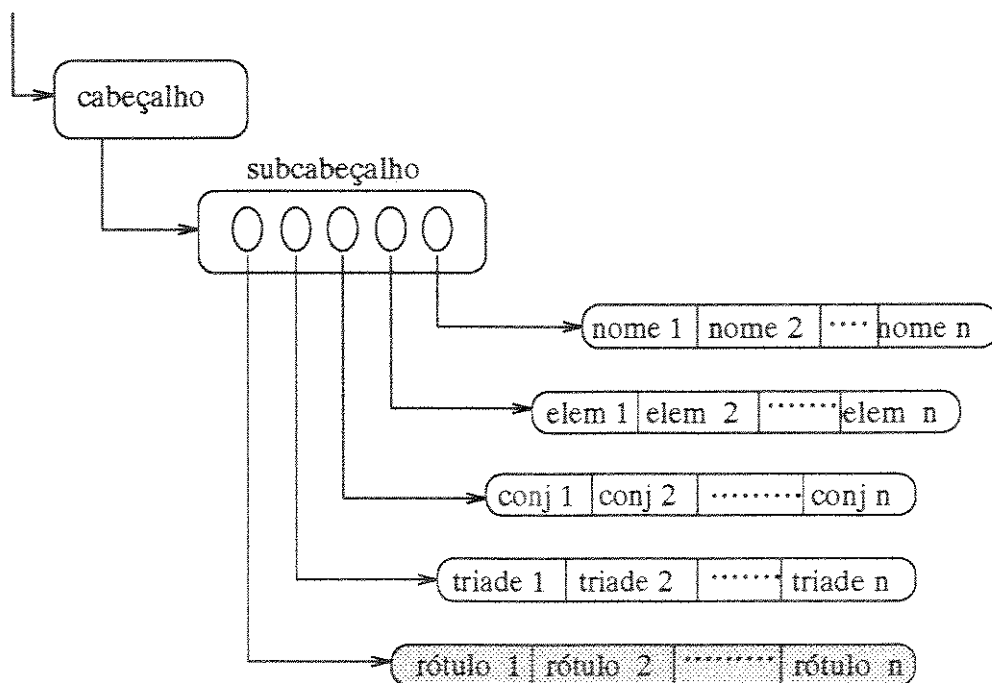 cabeçalho
subcabeçalho
nome 1 nome 2 ···· nome n
elem 1 elem 2 ········ elem n
conj 1 conj 2 ·········· conj n
triade 1 triade 2 ········ triade n
rótulo 1 rótulo 2 ·········· rótulo n